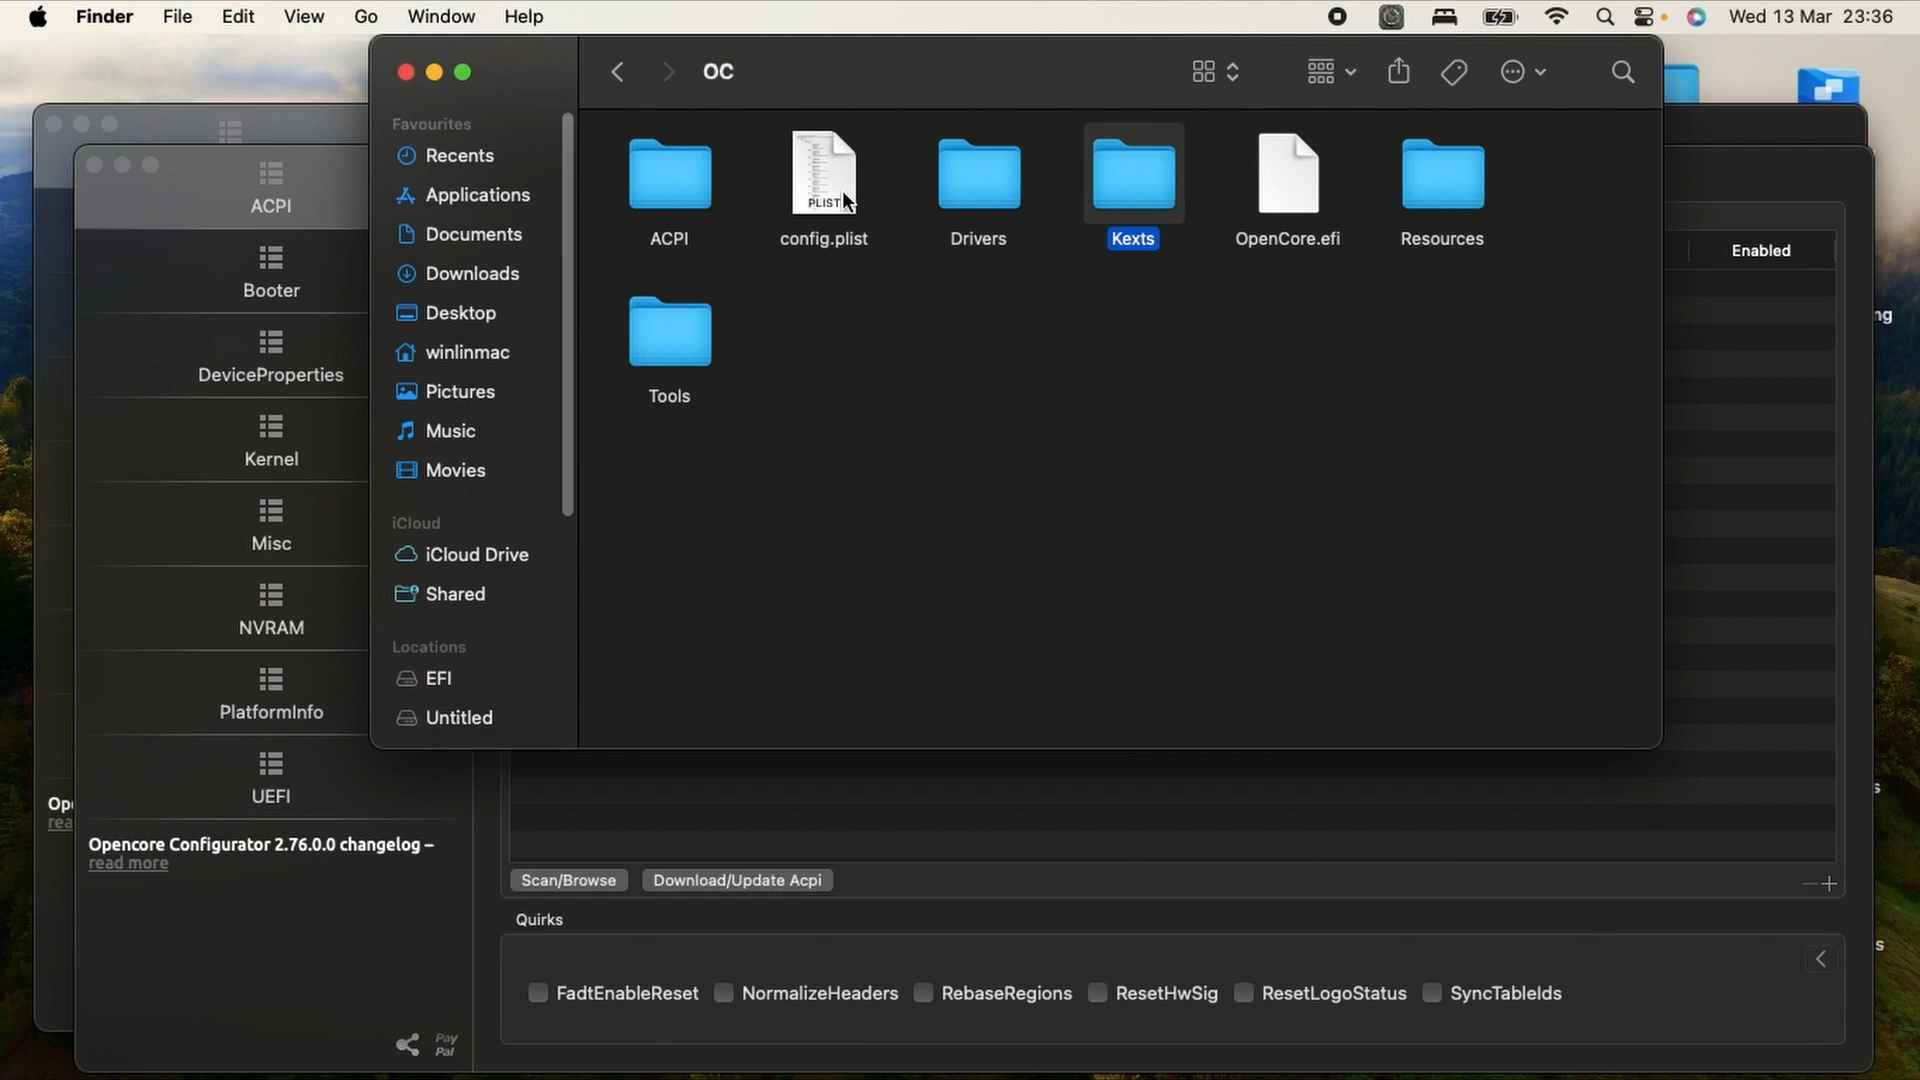 Finder File Edit View Go Window Help Wed 13 Mar 23:36
OC
Favourites
Recents
Applications
Documents
Downloads
Desktop
winlinmac
Pictures
Music
Movies
iCloud
iCloud Drive
Shared
Locations
EFI
Untitled
ACPI
PLIST
config.plist
Drivers
Kexts
OpenCore.efi
Resources
Tools
ACPI
Booter
DeviceProperties
Kernel
Misc
NVRAM
PlatformInfo
UEFI
Opencore Configurator 2.76.0.0 changelog –
read more
Pay
Pal
Enabled
Scan/Browse Download/Update Acpi
Quirks
FadtEnableReset NormalizeHeaders RebaseRegions ResetHwSig ResetLogoStatus SyncTableIds